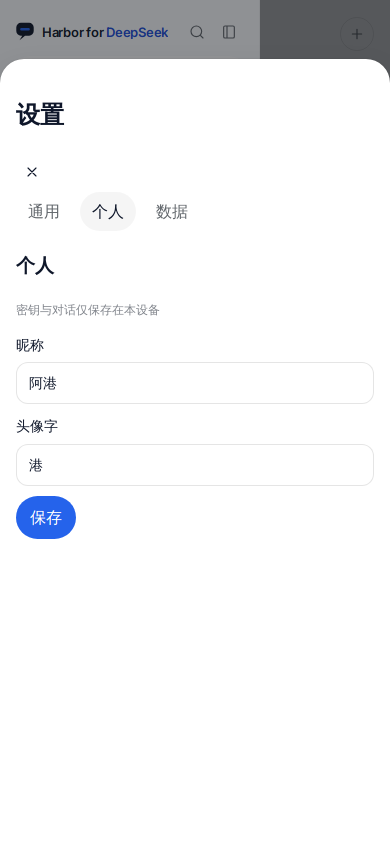 Harbor for DeepSeek
设置
通用 个人 数据
个人
密钥与对话仅保存在本设备
昵称
阿港
头像字
港
保存